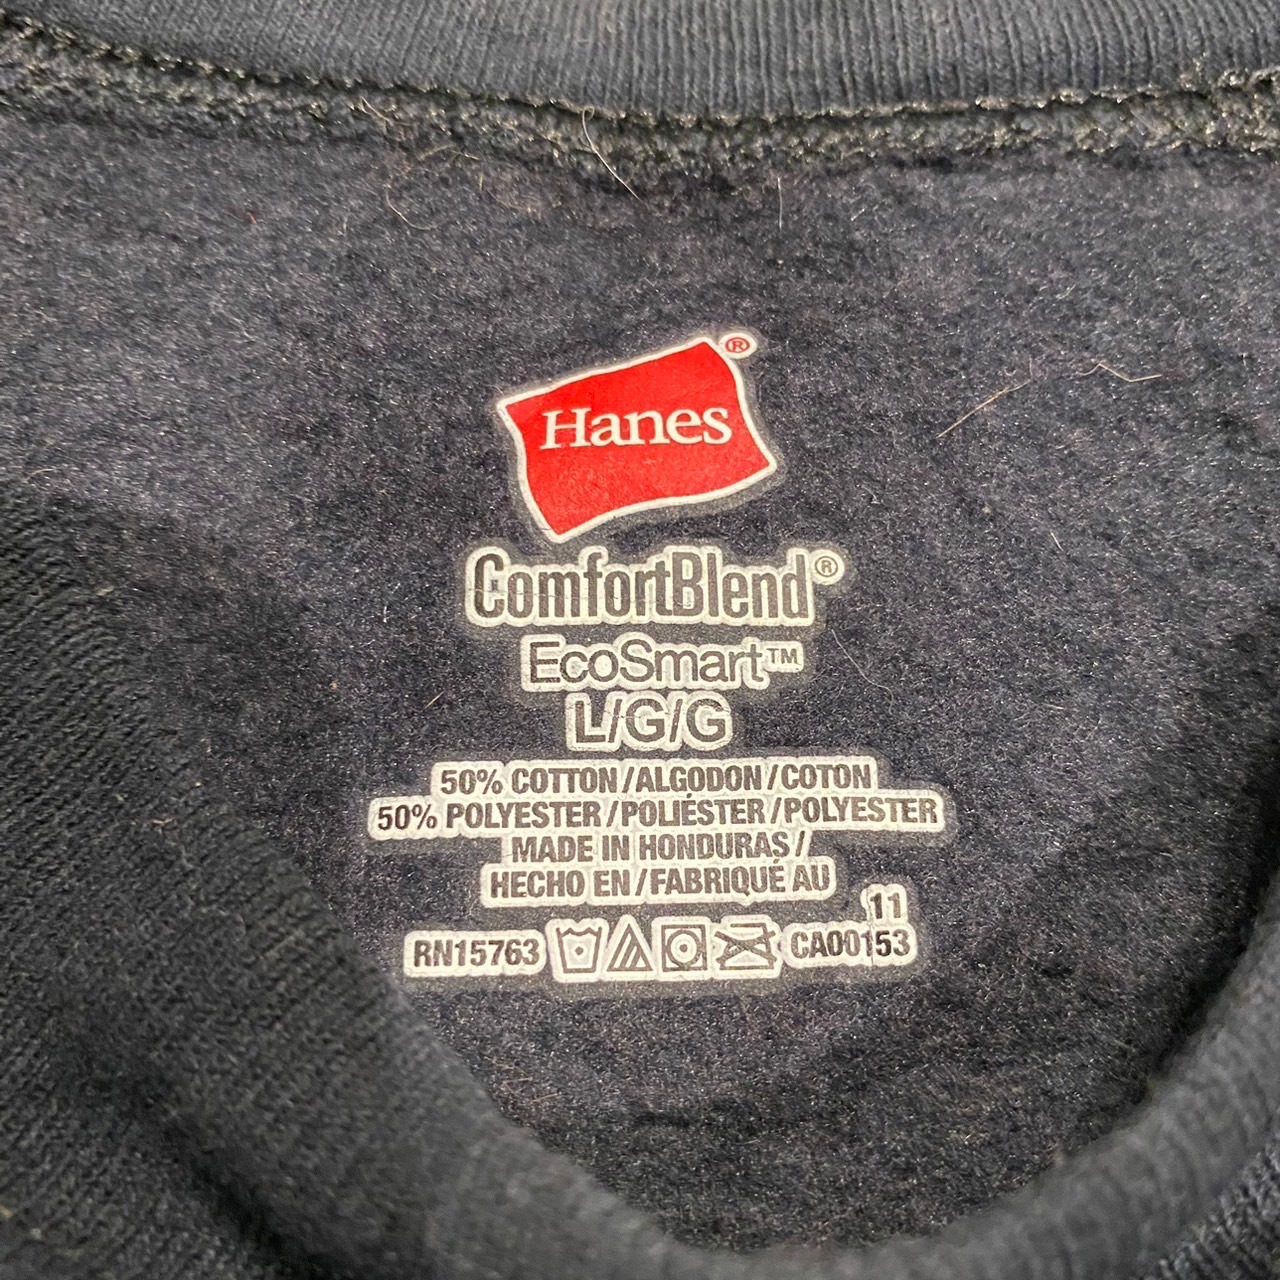 Hanes®
ComfortBlend®
EcoSmart™
L/G/G
50% COTTON/ALGODON/COTON
50% POLYESTER/POLIÉSTER/POLYESTER
MADE IN HONDURAS/
HECHO EN/FABRIQUÉ AU
11
RN15763 CA00153